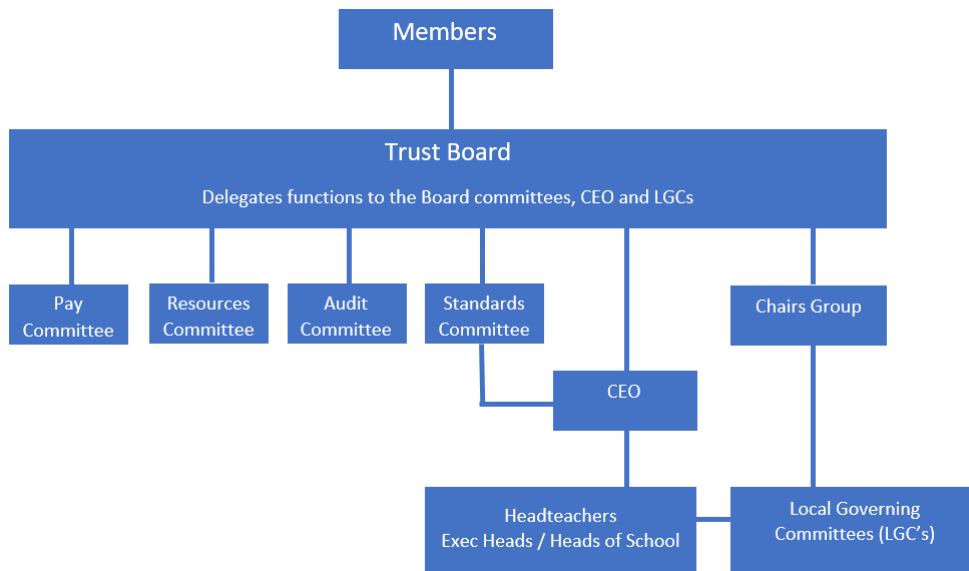 Members
Trust Board
Delegates functions to the Board committees, CEO and LGCs
Pay
Committee
Resources
Committee
Audit
Committee
Standards
Committee
Chairs Group
CEO
Headteachers
Exec Heads / Heads of School
Local Governing
Committees (LGC’s)